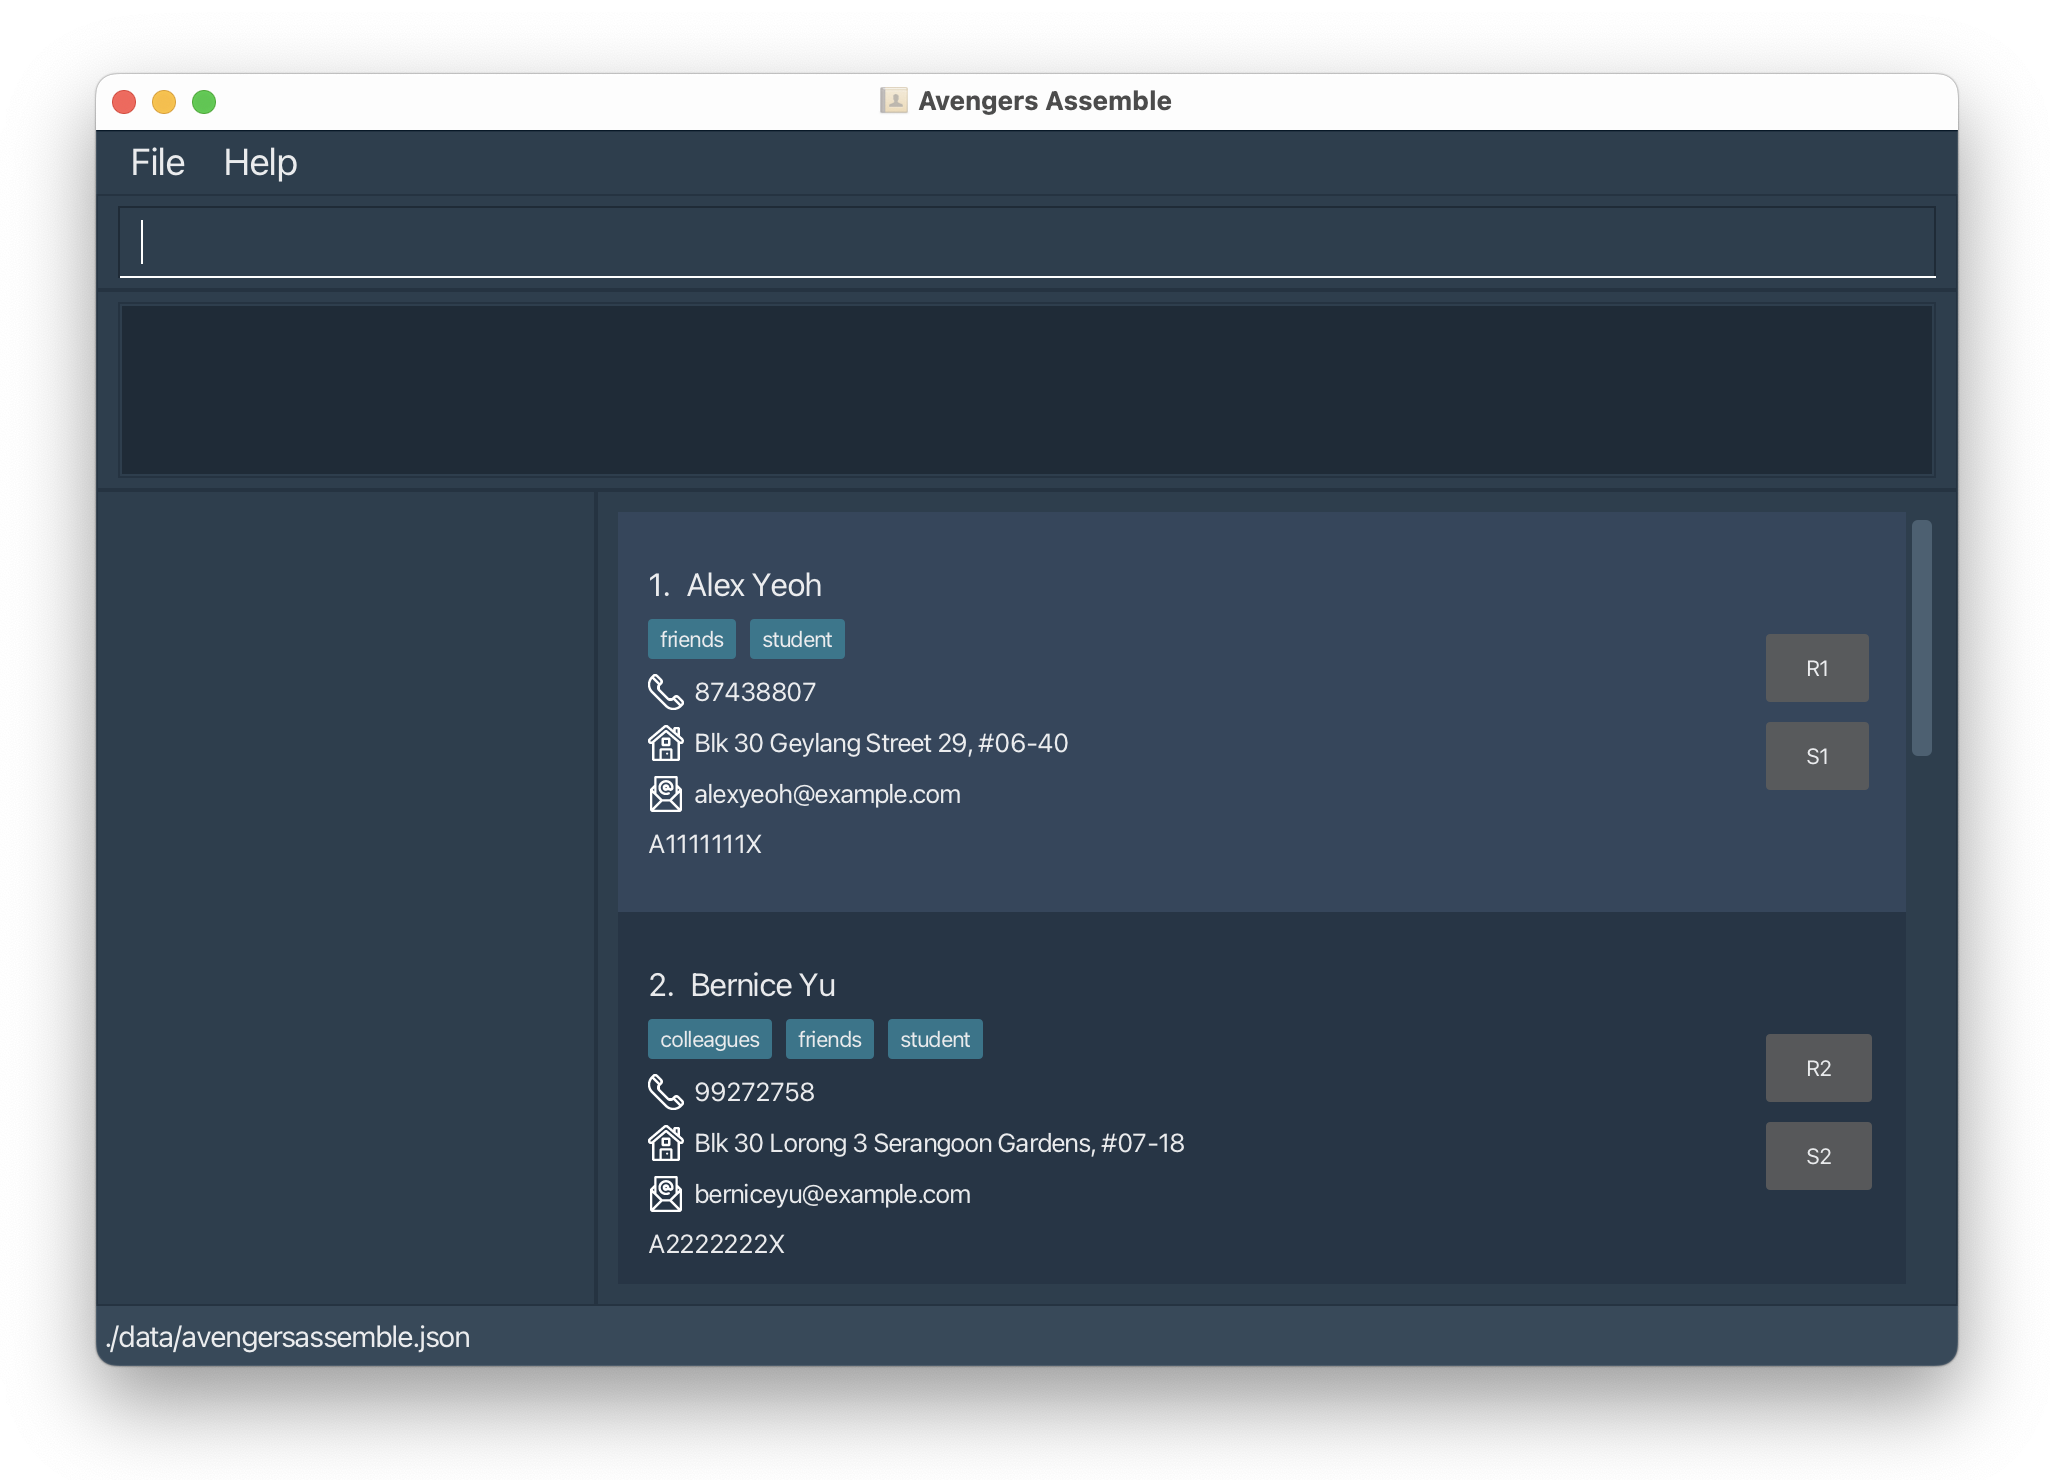 Avengers Assemble
File Help
1. Alex Yeoh
friends student
87438807
Blk 30 Geylang Street 29, #06-40
alexyeoh@example.com
A1111111X
R1
S1
2. Bernice Yu
colleagues friends student
99272758
Blk 30 Lorong 3 Serangoon Gardens, #07-18
berniceyu@example.com
A2222222X
R2
S2
./data/avengersassemble.json